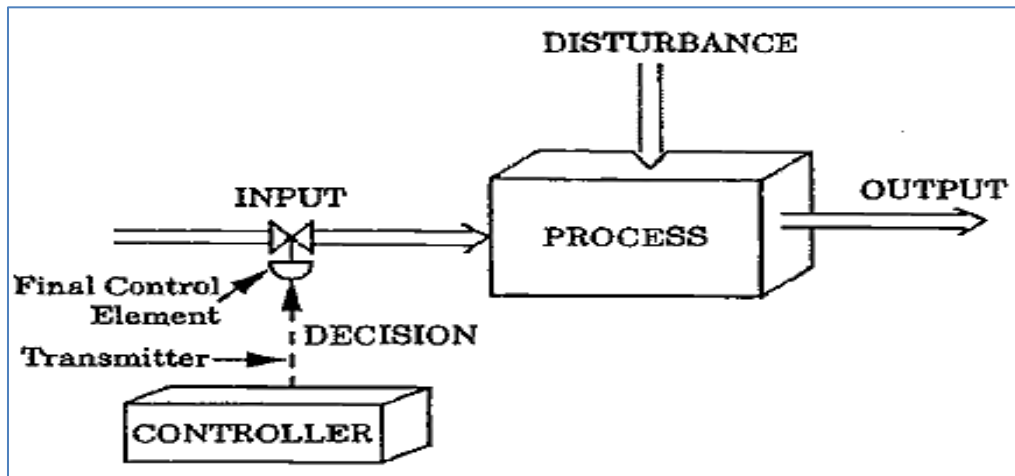 DISTURBANCE
INPUT
OUTPUT
PROCESS
Final Control
Element
DECISION
Transmitter
CONTROLLER